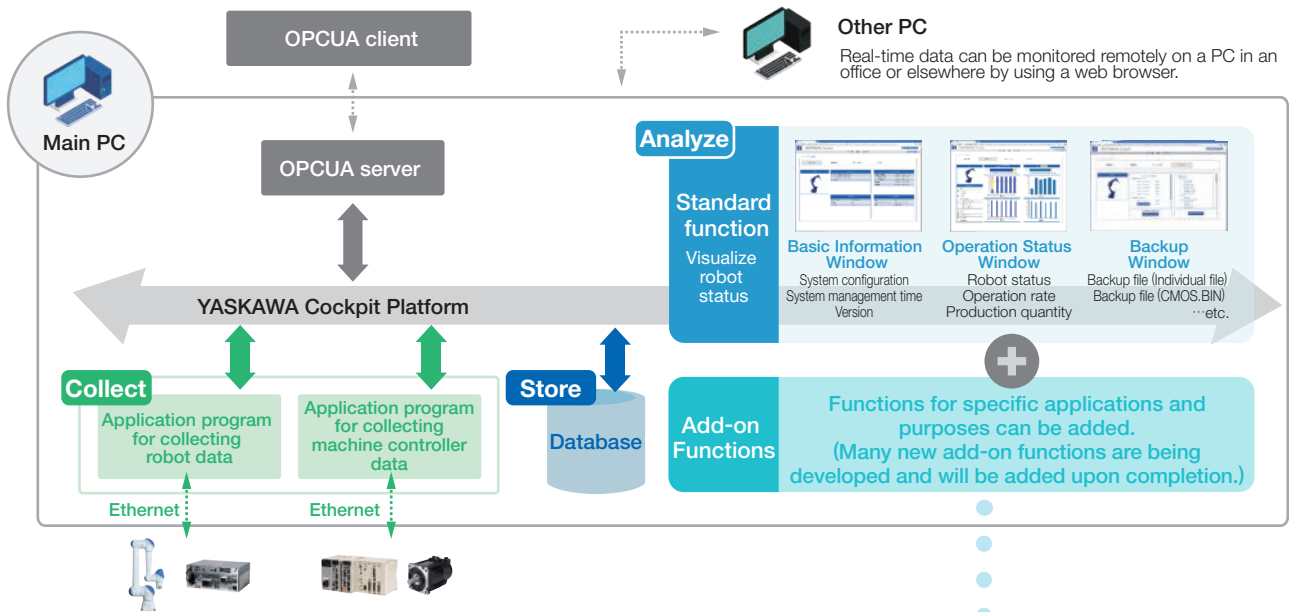 OPCUA client
Other PC
Real-time data can be monitored remotely on a PC in an
office or elsewhere by using a web browser.
Main PC
OPCUA server
Analyze
Standard
function
Visualize
robot
status
Basic Information
Window
System configuration
System management time
Version
Operation Status
Window
Robot status
Operation rate
Production quantity
Backup
Window
Backup file (Individual file)
Backup file (CMOS.BIN)
…etc.
YASKAWA Cockpit Platform
Collect
Application program
for collecting
robot data
Application program
for collecting
machine controller
data
Store
Database
Add-on
Functions
Functions for specific applications and
purposes can be added.
(Many new add-on functions are being
developed and will be added upon completion.)
Ethernet
Ethernet